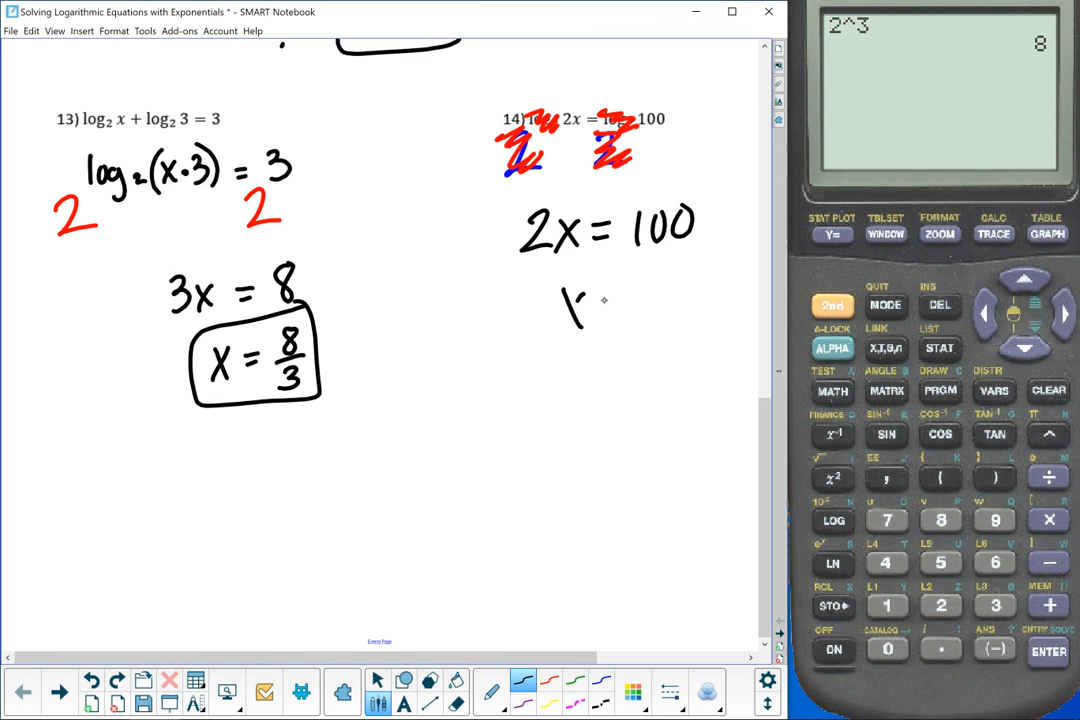 Solving Logarithmic Equations with Exponentials * - SMART Notebook
File Edit View Insert Format Tools Add-ons Account Help
13) log₂ x + log₂ 3 = 3
log₂(x·3) = 3
2 2
3x = 8
x = 8/3
14) 2x = 100
2x = 100
Extend Page
2^3
8
STAT PLOT TBLSET FORMAT CALC TABLE
Y= WINDOW ZOOM TRACE GRAPH
QUIT INS
2nd MODE DEL
A-LOCK LINK LIST
ALPHA X,T,θ,n STAT
TEST A ANGLE B DRAW C DISTR
MATH MATRX PRGM VARS CLEAR
FINANCE D SIN⁻¹ E COS⁻¹ F TAN⁻¹ G π H
x⁻¹ SIN COS TAN ^
√ I EE J { K } L e M
x² , ( ) ÷
10ˣ N u O v P w Q [ R
LOG 7 8 9 ×
eˣ S L4 T L5 U L6 V ] W
LN 4 5 6 −
RCL X L1 Y L2 Z L3 θ MEM "
STO▶ 1 2 3 +
OFF CATALOG i : ANS ? ENTRY SOLVE
ON 0 . (−) ENTER